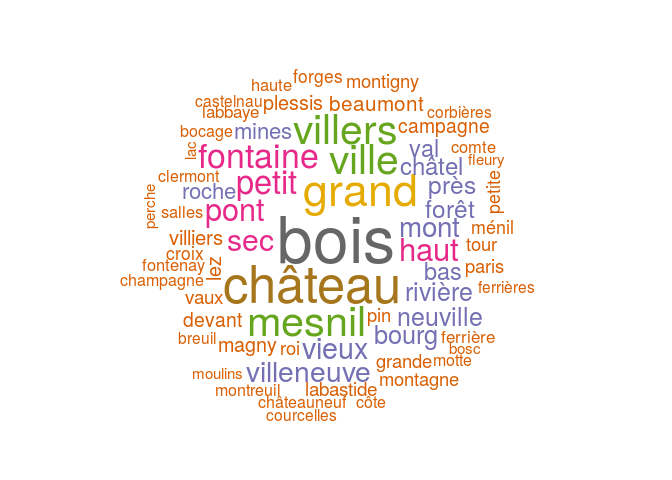 forges
haute
montigny
castelnau
plessis
beaumont
labbaye
corbières
bocage
mines
villers
campagne
lac
fontaine
ville
val
comte
châtel
fleury
clermont
petit
grand
près
petite
roche
perche
salles
pont
forêt
villiers
sec
bois
mont
ménil
croix
haut
tour
fontenay
lez
bas
paris
champagne
château
rivière
ferrières
vaux
devant
mesnil
pin
neuville
breuil
magny
roi
vieux
bourg
ferrière
bosc
moulins
villeneuve
grande
motte
montreuil
labastide
montagne
châteauneuf
côte
courcelles